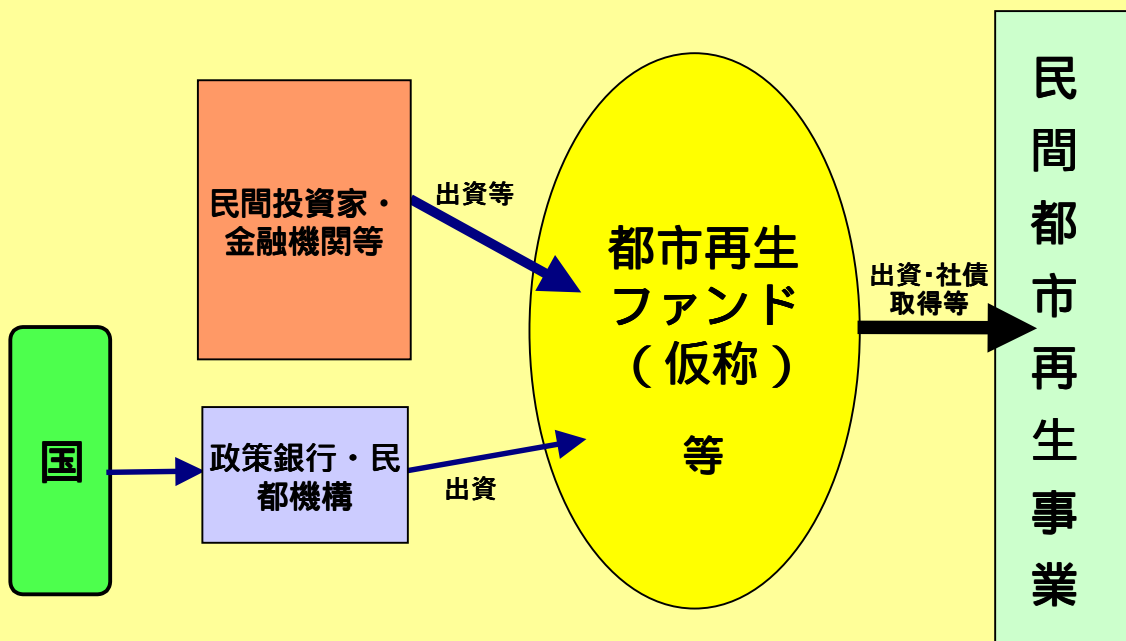 国
民間投資家・
金融機関等
政策銀行・民
都機構
出資等
出資
都市再生
ファンド
（仮称）
等
出資・社債
取得等
民間都市再生事業